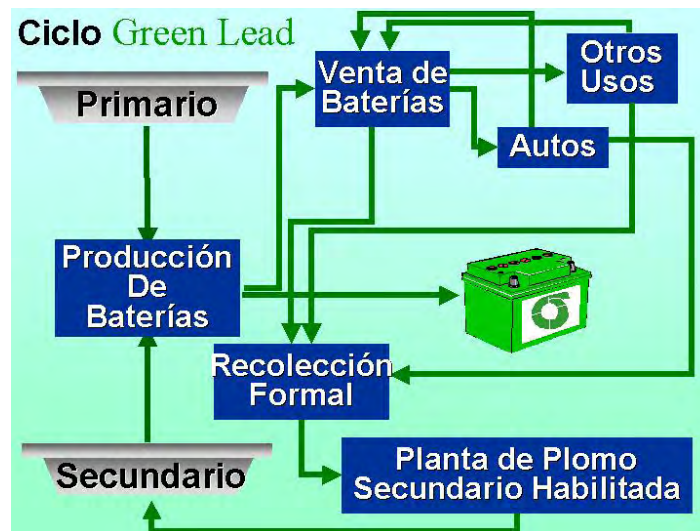 Ciclo Green Lead
Primario
Venta de
Baterías
Otros
Usos
Autos
Producción
De
Baterías
Recolección
Formal
Secundario
Planta de Plomo
Secundario Habilitada